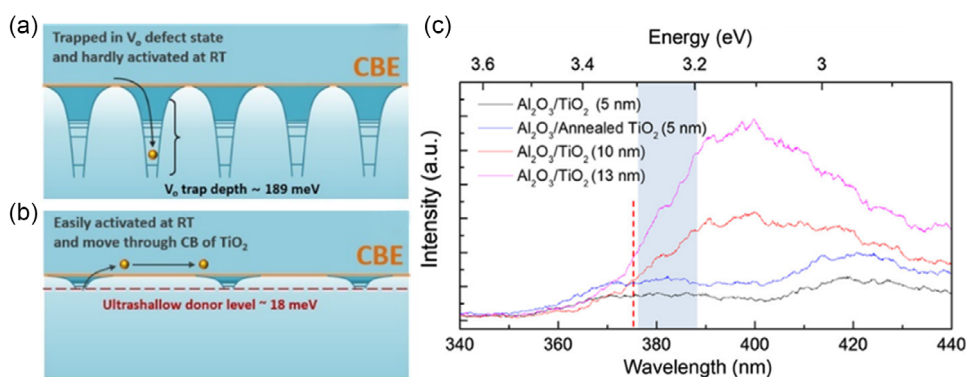 (a)
Trapped in Vₒ defect state
and hardly activated at RT
CBE
Vₒ trap depth ~ 189 meV
(b)
Easily activated at RT
and move through CB of TiO₂
CBE
Ultrashallow donor level ~ 18 meV
(c)
Energy (eV)
3.6 3.4 3.2 3
Al₂O₃/TiO₂ (5 nm)
Al₂O₃/Annealed TiO₂ (5 nm)
Al₂O₃/TiO₂ (10 nm)
Al₂O₃/TiO₂ (13 nm)
Intensity (a.u.)
340 360 380 400 420 440
Wavelength (nm)